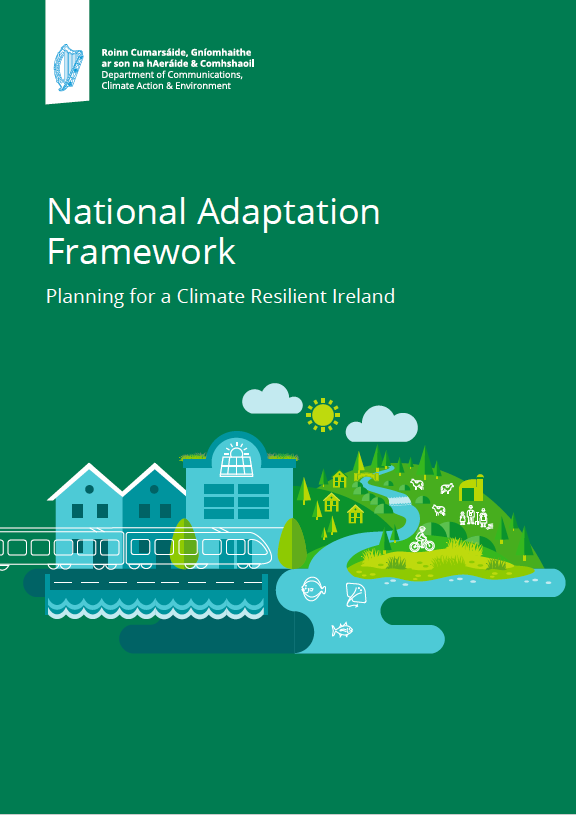 Roinn Cumarsáide, Gníomhaithe
ar son na hAeráide & Comhshaoil
Department of Communications,
Climate Action & Environment
National Adaptation
Framework
Planning for a Climate Resilient Ireland